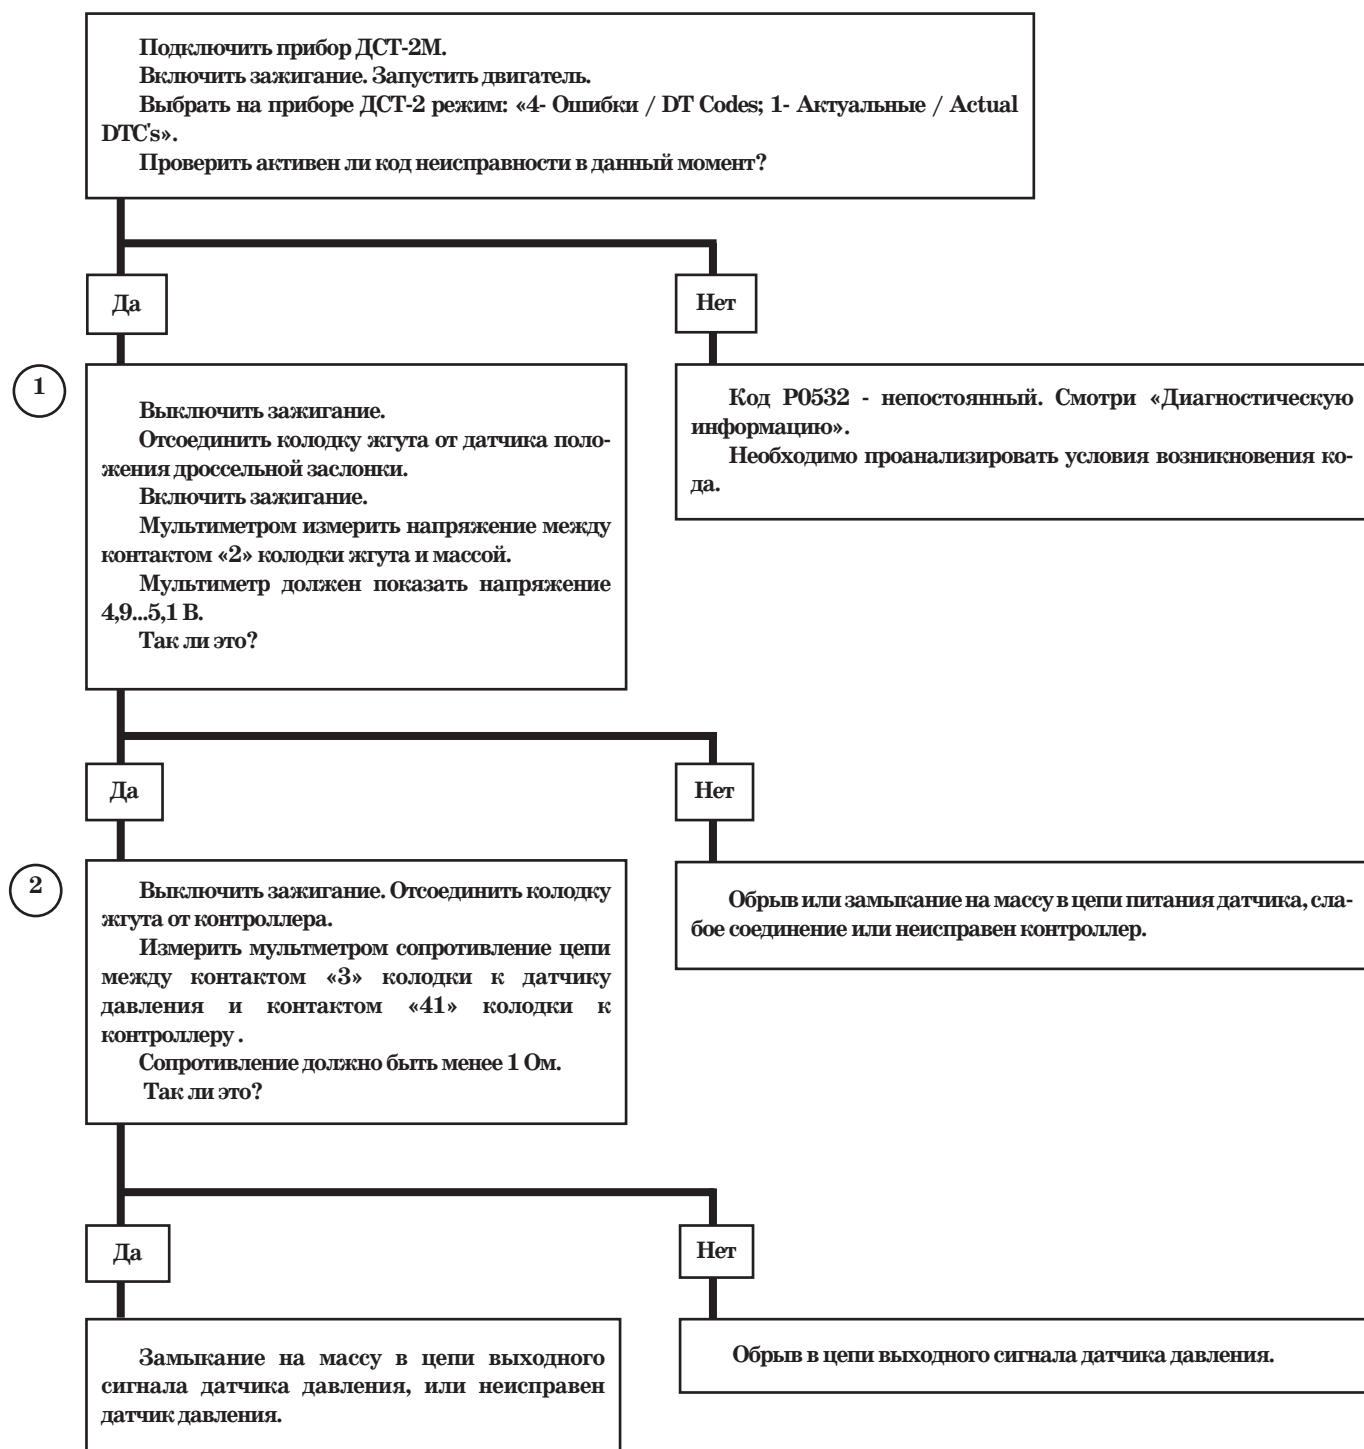 Подключить прибор ДСТ-2М.
Включить зажигание. Запустить двигатель.
Выбрать на приборе ДСТ-2 режим: «4- Ошибки / DT Codes; 1- Актуальные / Actual
DTC's».
Проверить активен ли код неисправности в данный момент?
Да
Нет
1
Выключить зажигание.
Отсоединить колодку жгута от датчика поло-
жения дроссельной заслонки.
Включить зажигание.
Мультиметром измерить напряжение между
контактом «2» колодки жгута и массой.
Мультиметр должен показать напряжение
4,9...5,1 В.
Так ли это?
Код Р0532 - непостоянный. Смотри «Диагностическую
информацию».
Необходимо проанализировать условия возникновения ко-
да.
Да
Нет
2
Выключить зажигание. Отсоединить колодку
жгута от контроллера.
Измерить мультметром сопротивление цепи
между контактом «3» колодки к датчику
давления и контактом «41» колодки к
контроллеру .
Сопротивление должно быть менее 1 Ом.
Так ли это?
Обрыв или замыкание на массу в цепи питания датчика, сла-
бое соединение или неисправен контроллер.
Да
Нет
Замыкание на массу в цепи выходного
сигнала датчика давления, или неисправен
датчик давления.
Обрыв в цепи выходного сигнала датчика давления.